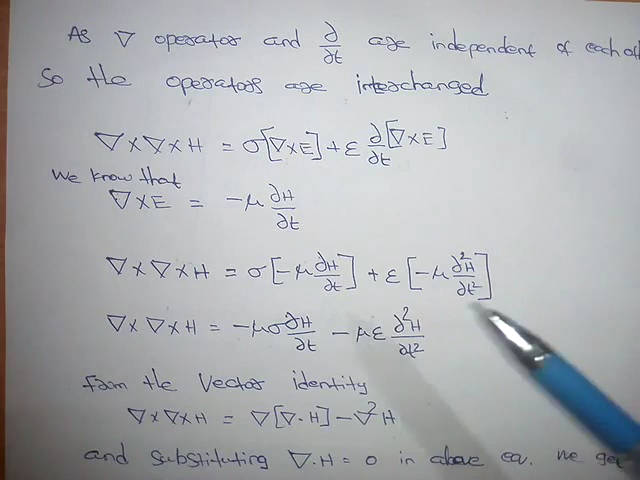 As ∇ operator and ∂/∂t are independent of each
So the operators are interchanged
∇×∇×H = σ[∇×E] + ε ∂/∂t [∇×E]
We know that
∇×E = -μ ∂H/∂t
∇×∇×H = σ[-μ ∂H/∂t] + ε[-μ ∂²H/∂t²]
∇×∇×H = -μσ ∂H/∂t - με ∂²H/∂t²
from the Vector identity
∇×∇×H = ∇[∇.H] - ∇²H
and substituting ∇.H = 0 in above eq. we get